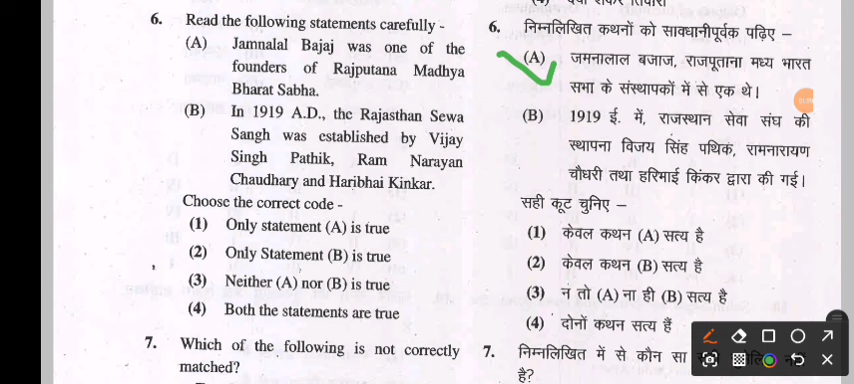 6. Read the following statements carefully -
(A) Jamnalal Bajaj was one of the
founders of Rajputana Madhya
Bharat Sabha.
(B) In 1919 A.D., the Rajasthan Sewa
Sangh was established by Vijay
Singh Pathik, Ram Narayan
Chaudhary and Haribhai Kinkar.
Choose the correct code -
(1) Only statement (A) is true
(2) Only Statement (B) is true
(3) Neither (A) nor (B) is true
(4) Both the statements are true
7. Which of the following is not correctly
matched?
6. निम्नलिखित कथनों को सावधानीपूर्वक पढ़िए –
(A) जमनालाल बजाज, राजपूताना मध्य भारत
सभा के संस्थापकों में से एक थे।
(B) 1919 ई. में, राजस्थान सेवा संघ की
स्थापना विजय सिंह पथिक, रामनारायण
चौधरी तथा हरिभाई किंकर द्वारा की गई।
सही कूट चुनिए –
(1) केवल कथन (A) सत्य है
(2) केवल कथन (B) सत्य है
(3) न तो (A) ना ही (B) सत्य है
(4) दोनों कथन सत्य हैं
7. निम्नलिखित में से कौन सा
है?